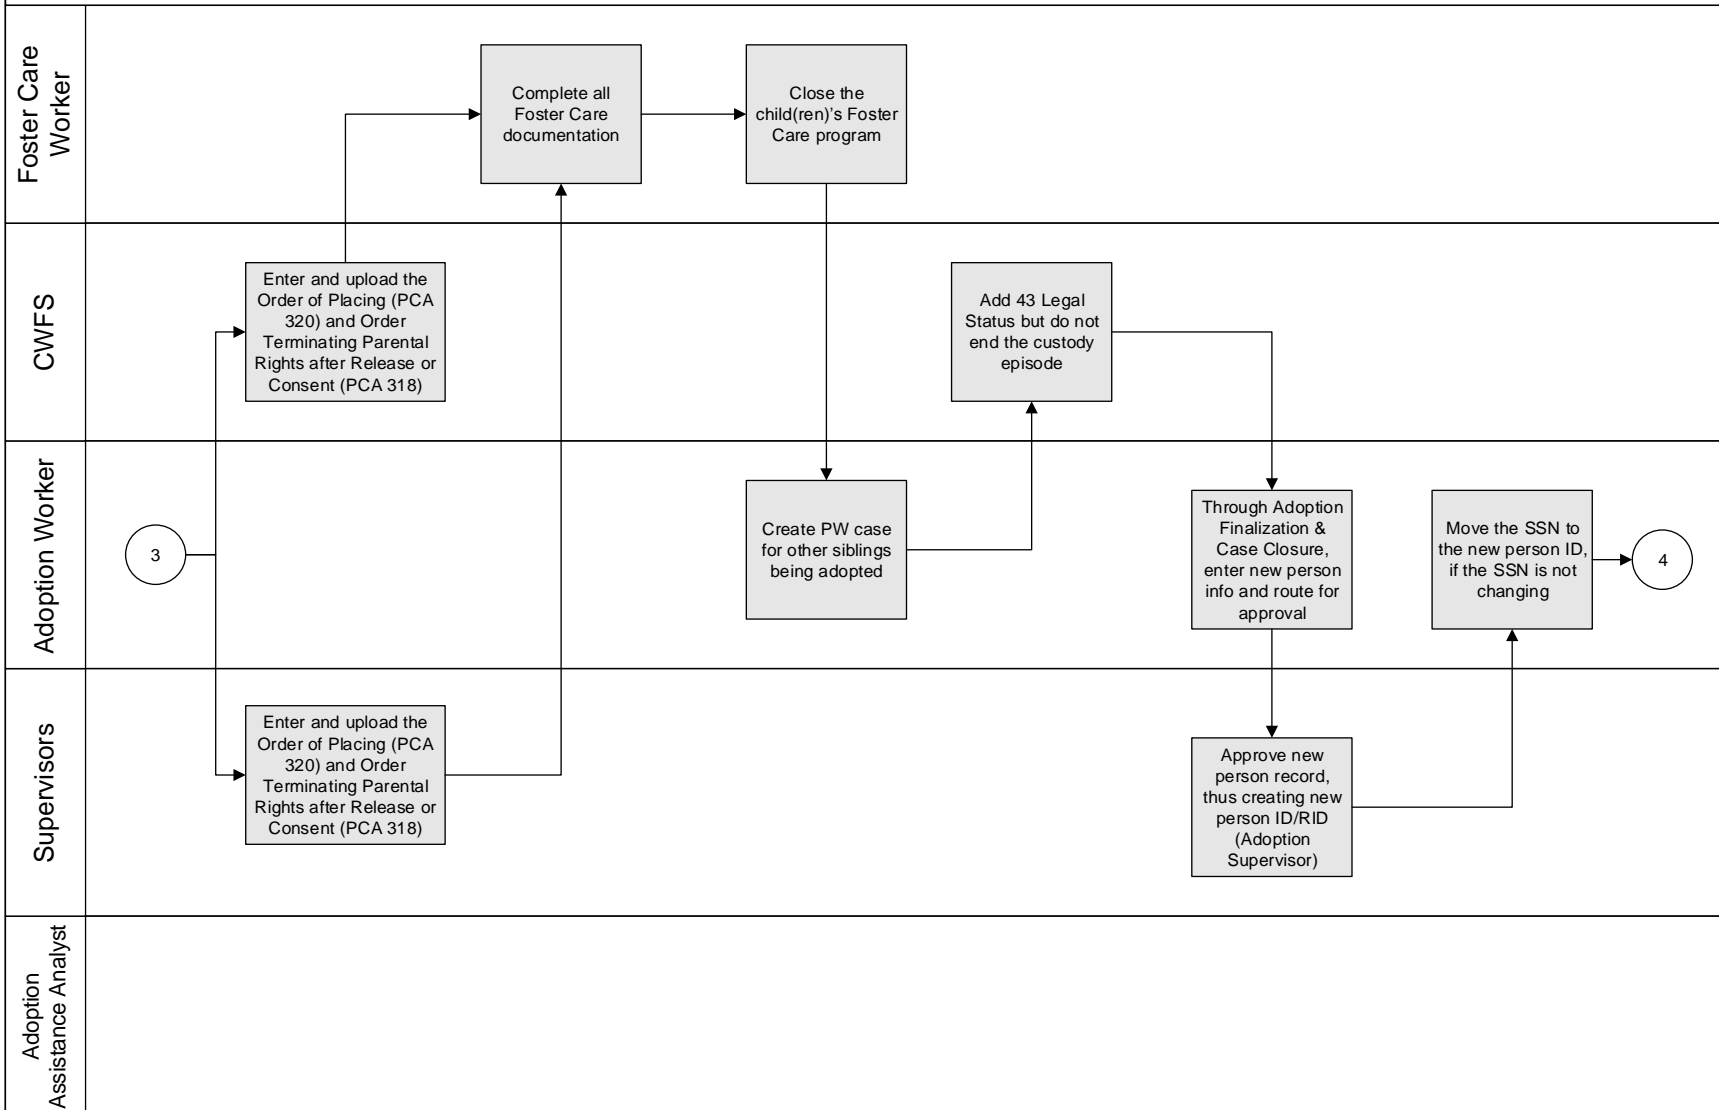 Foster Care
Worker
Complete all
Foster Care
documentation
Close the
child(ren)'s Foster
Care program
CWFS
Enter and upload the
Order of Placing (PCA
320) and Order
Terminating Parental
Rights after Release or
Consent (PCA 318)
Add 43 Legal
Status but do not
end the custody
episode
Adoption Worker
3
Create PW case
for other siblings
being adopted
Through Adoption
Finalization &
Case Closure,
enter new person
info and route for
approval
Move the SSN to
the new person ID,
if the SSN is not
changing
4
Supervisors
Enter and upload the
Order of Placing (PCA
320) and Order
Terminating Parental
Rights after Release or
Consent (PCA 318)
Approve new
person record,
thus creating new
person ID/RID
(Adoption
Supervisor)
Adoption
Assistance Analyst